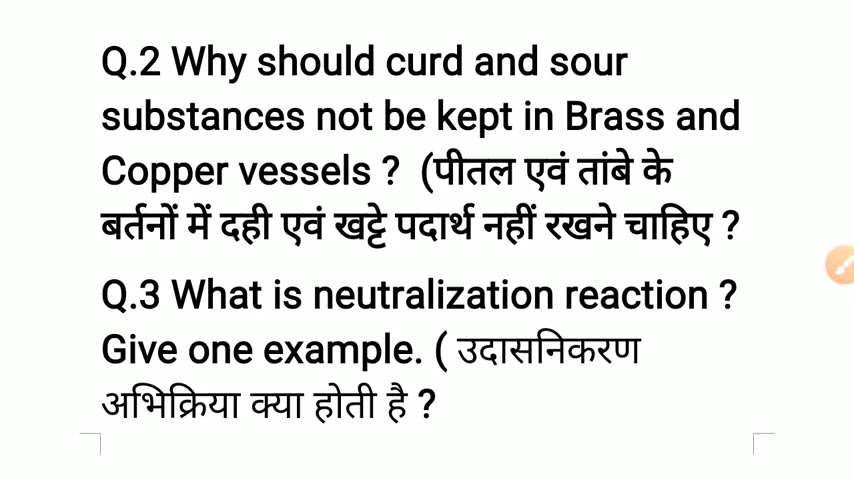 Q.2 Why should curd and sour
substances not be kept in Brass and
Copper vessels ? (पीतल एवं तांबे के
बर्तनों में दही एवं खट्टे पदार्थ नहीं रखने चाहिए ?
Q.3 What is neutralization reaction ?
Give one example. ( उदासनिकरण
अभिक्रिया क्या होती है ?